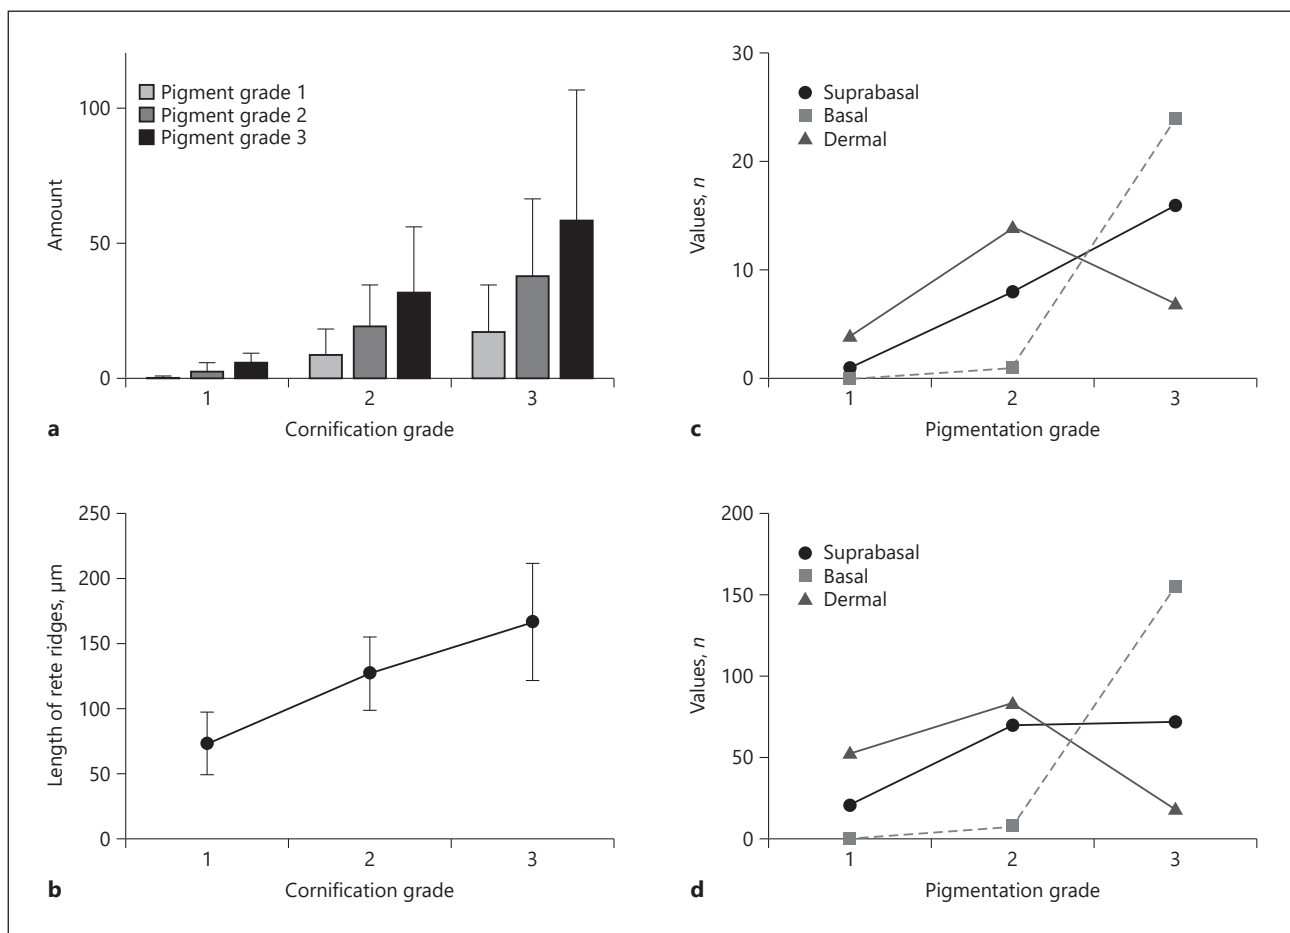 100
50
0
Amount
Pigment grade 1
Pigment grade 2
Pigment grade 3
1 2 3
Cornification grade
a
30
20
10
0
Values, n
Suprabasal
Basal
Dermal
1 2 3
Pigmentation grade
c
250
200
150
100
50
0
Length of rete ridges, µm
1 2 3
Cornification grade
b
200
150
100
50
0
Values, n
Suprabasal
Basal
Dermal
1 2 3
Pigmentation grade
d